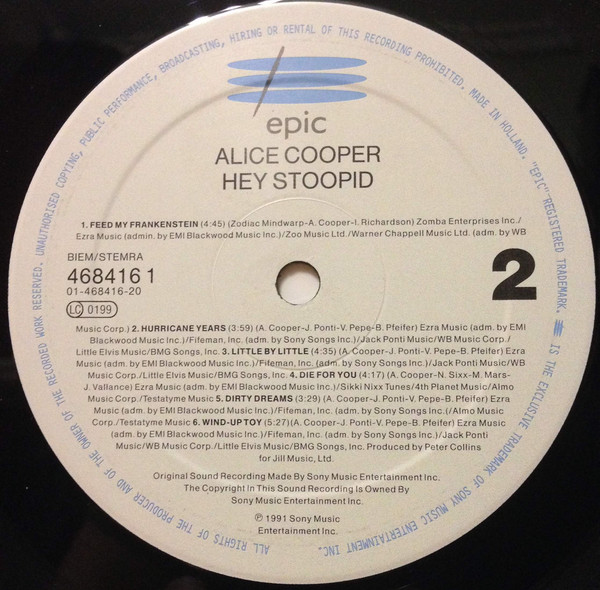 ALL RIGHTS OF THE PRODUCER AND OF THE OWNER OF THE RECORDED WORK RESERVED. UNAUTHORISED COPYING, PUBLIC PERFORMANCE, BROADCASTING, HIRING OR RENTAL OF THIS RECORDING PROHIBITED. MADE IN HOLLAND. "EPIC" REGISTERED TRADEMARK. IS THE EXCLUSIVE TRADEMARK OF SONY MUSIC ENTERTAINMENT INC.
epic
ALICE COOPER
HEY STOOPID
1. FEED MY FRANKENSTEIN (4:45) (Zodiac Mindwarp-A. Cooper-I. Richardson) Zomba Enterprises Inc./
Ezra Music (admin. by EMI Blackwood Music Inc.)/Zoo Music Ltd./Warner Chappell Music Ltd. (adm. by WB
BIEM/STEMRA
468416 1
01-468416-20
LC 0199
2
Music Corp.) 2. HURRICANE YEARS (3:59) (A. Cooper-J. Ponti-V. Pepe-B. Pfeifer) Ezra Music (adm. by EMI
Blackwood Music Inc.)/Fifeman, Inc. (adm. by Sony Songs Inc.)/Jack Ponti Music/WB Music Corp./
Little Elvis Music/BMG Songs, Inc. 3. LITTLE BY LITTLE (4:35) (A. Cooper-J. Ponti-V. Pepe-B. Pfeifer) Ezra
Music (adm. by EMI Blackwood Music Inc.)/Fifeman, Inc. (adm. by Sony Songs Inc.)/Jack Ponti Music/WB
Music Corp./Little Elvis Music/BMG Songs, Inc. 4. DIE FOR YOU (4:17) (A. Cooper-N. Sixx-M. Mars-
J. Vallance) Ezra Music (adm. by EMI Blackwood Music Inc.)/Sikki Nixx Tunes/4th Planet Music/Almo
Music Corp./Testatyme Music 5. DIRTY DREAMS (3:29) (A. Cooper-J. Ponti-V. Pepe-B. Pfeifer) Ezra
Music (adm. by EMI Blackwood Music Inc.)/Fifeman, Inc. (adm. by Sony Songs Inc.)/Almo Music
Corp./Testatyme Music 6. WIND-UP TOY (5:27) (A. Cooper-J. Ponti-V. Pepe-B. Pfeifer) Ezra Music
(adm. by EMI Blackwood Music Inc.)/Fifeman, Inc. (adm. by Sony Songs Inc.)/Jack Ponti
Music/WB Music Corp./Little Elvis Music/BMG Songs, Inc. Produced by Peter Collins
for Jill Music, Ltd.
Original Sound Recording Made By Sony Music Entertainment Inc.
The Copyright In This Sound Recording Is Owned By
Sony Music Entertainment Inc.
℗ 1991 Sony Music
Entertainment Inc.